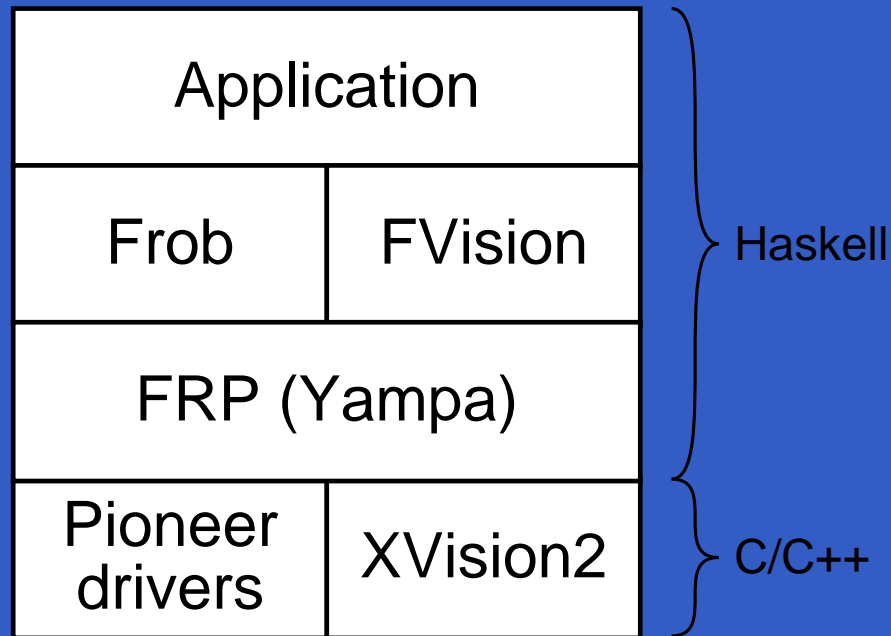 Application
Frob
FVision
Haskell
FRP (Yampa)
Pioneer
drivers
XVision2
C/C++